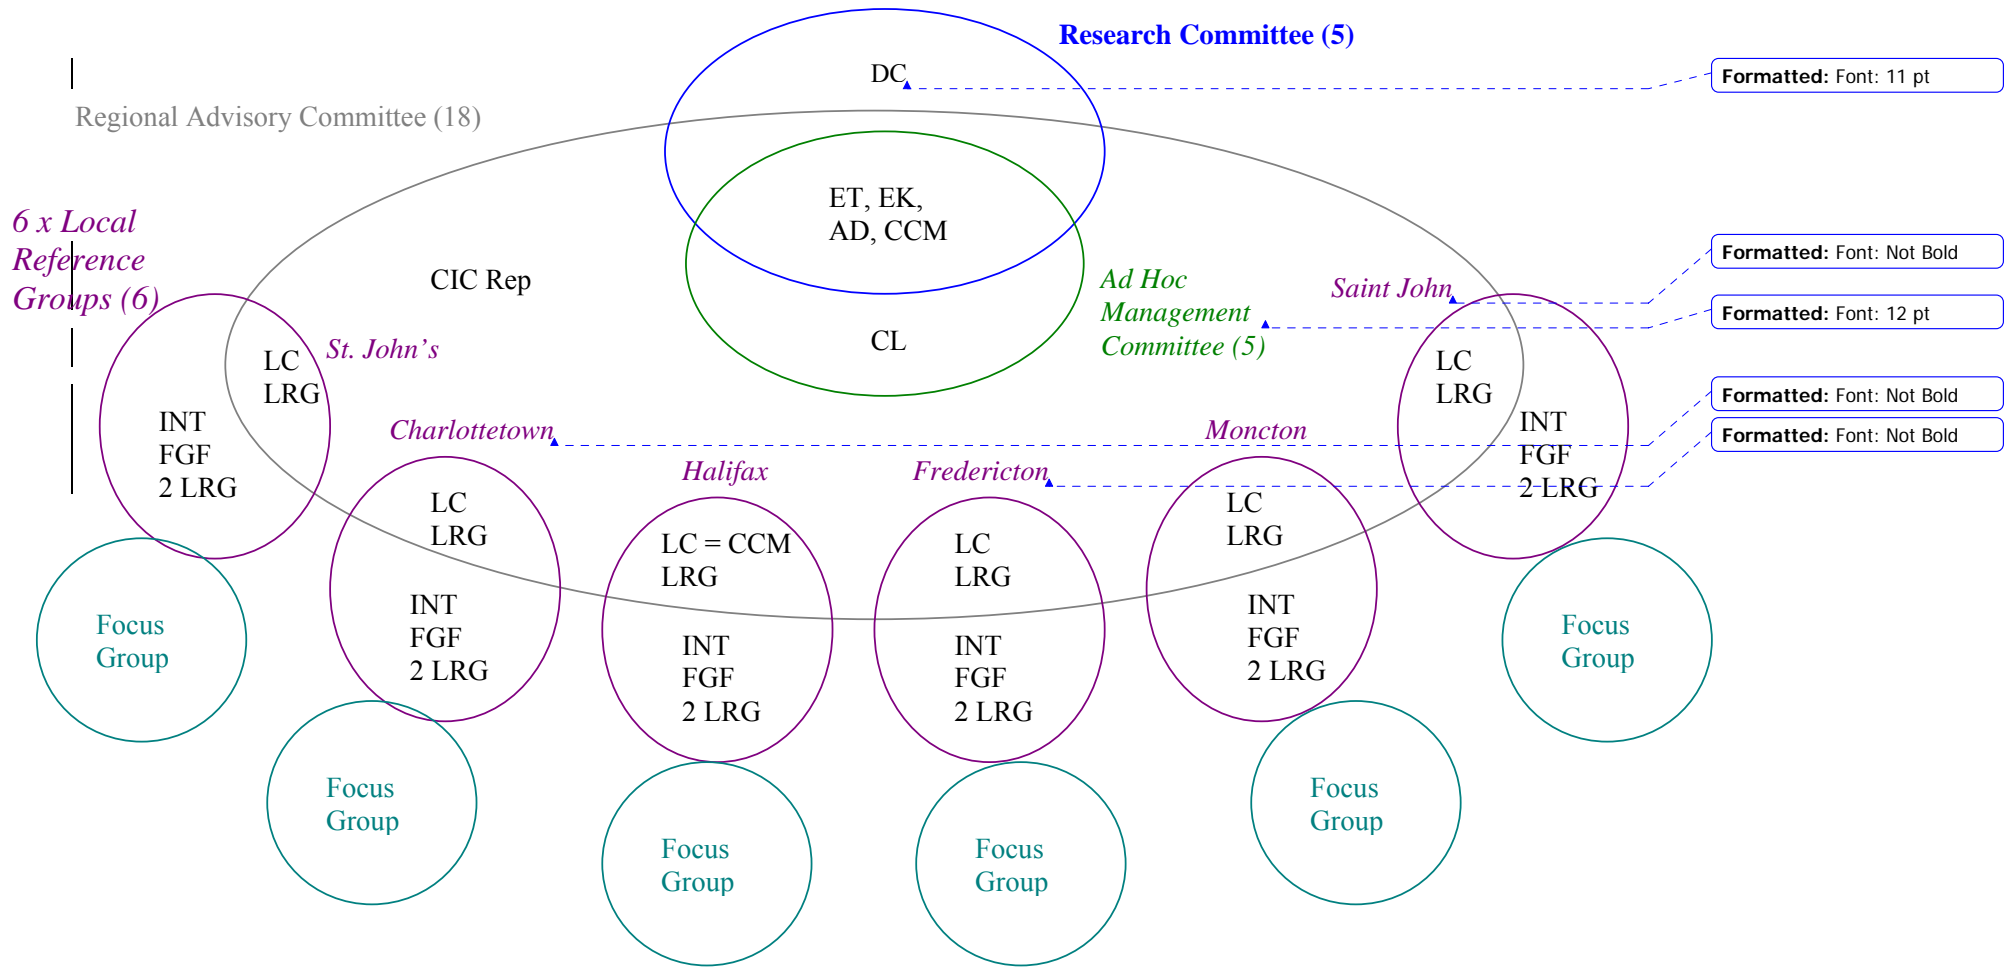 Research Committee (5)
DC
Formatted: Font: 11 pt
Regional Advisory Committee (18)
ET, EK,
AD, CCM
6 x Local
Reference
Groups (6)
CIC Rep
Ad Hoc
Management
Committee (5)
Saint John
Formatted: Font: Not Bold
Formatted: Font: 12 pt
CL
St. John's
LC
LRG
INT
FGF
2 LRG
LC
LRG
INT
FGF
2 LRG
Formatted: Font: Not Bold
Formatted: Font: Not Bold
Charlottetown
Moncton
Halifax
Fredericton
LC
LRG
INT
FGF
2 LRG
LC = CCM
LRG
INT
FGF
2 LRG
LC
LRG
INT
FGF
2 LRG
LC
LRG
INT
FGF
2 LRG
Focus
Group
Focus
Group
Focus
Group
Focus
Group
Focus
Group
Focus
Group